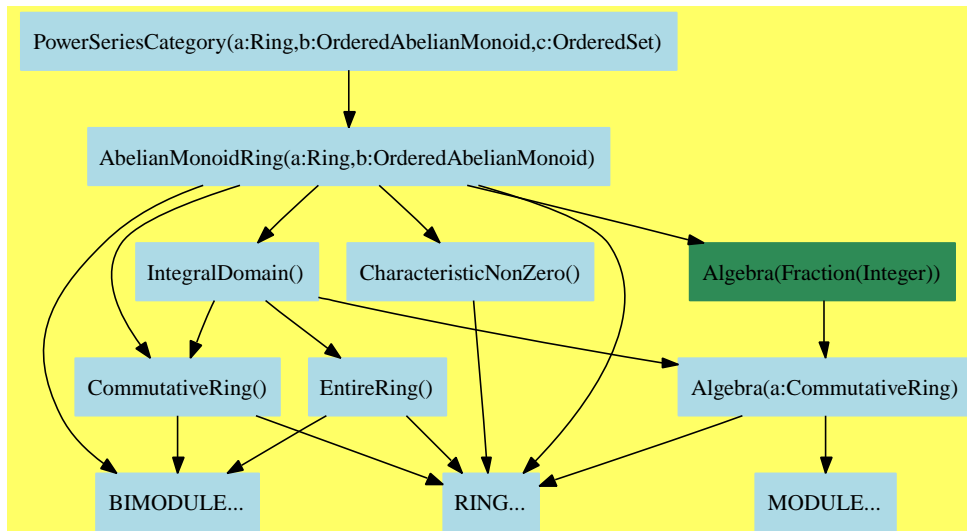 PowerSeriesCategory(a:Ring,b:OrderedAbelianMonoid,c:OrderedSet)
AbelianMonoidRing(a:Ring,b:OrderedAbelianMonoid)
IntegralDomain()
CharacteristicNonZero()
Algebra(Fraction(Integer))
CommutativeRing()
EntireRing()
Algebra(a:CommutativeRing)
BIMODULE...
RING...
MODULE...